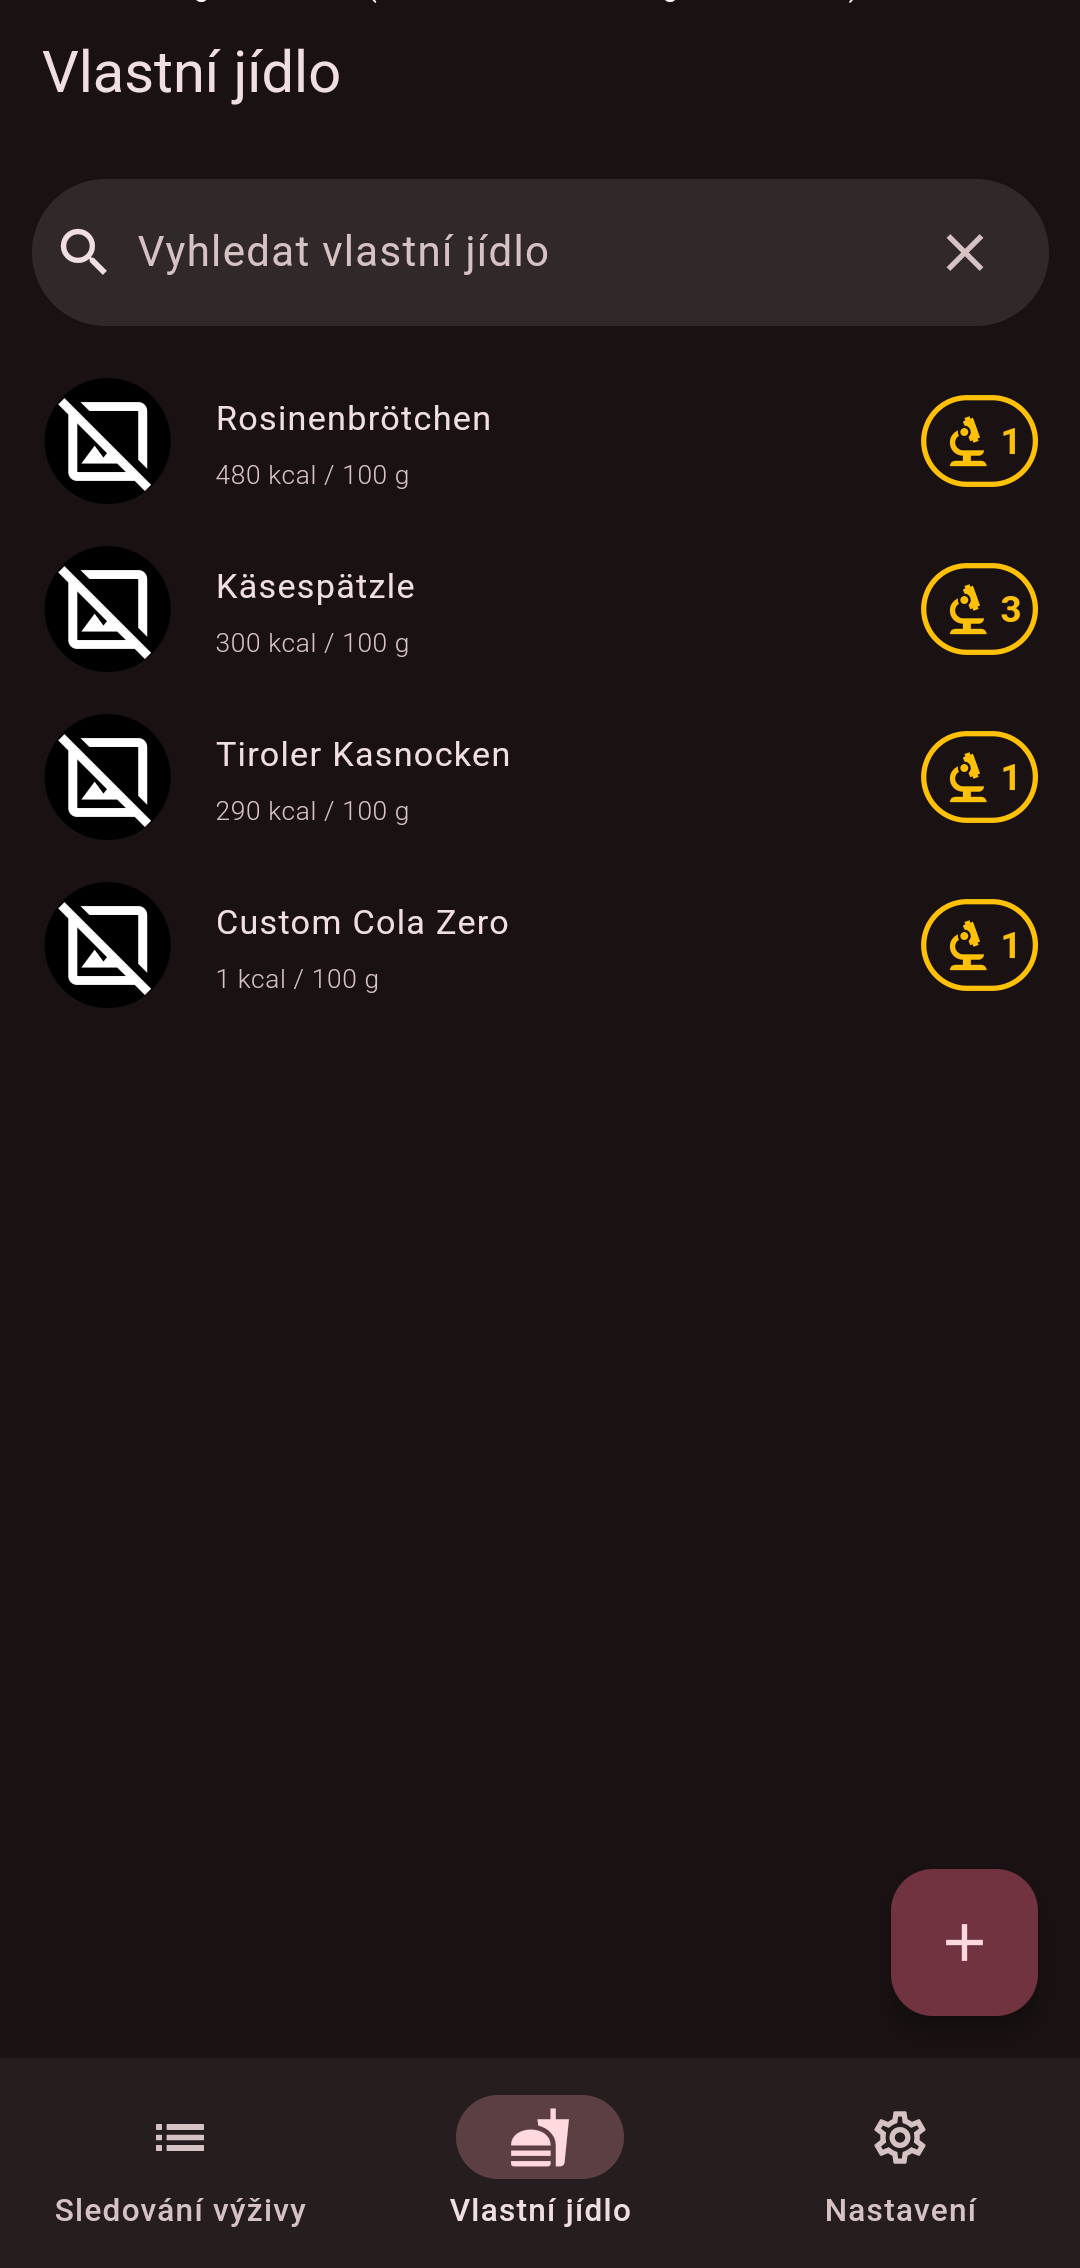 Vlastní jídlo
Vyhledat vlastní jídlo
Rosinenbrötchen
480 kcal / 100 g
1
Käsespätzle
300 kcal / 100 g
3
Tiroler Kasnocken
290 kcal / 100 g
1
Custom Cola Zero
1 kcal / 100 g
1
Sledování výživy
Vlastní jídlo
Nastavení